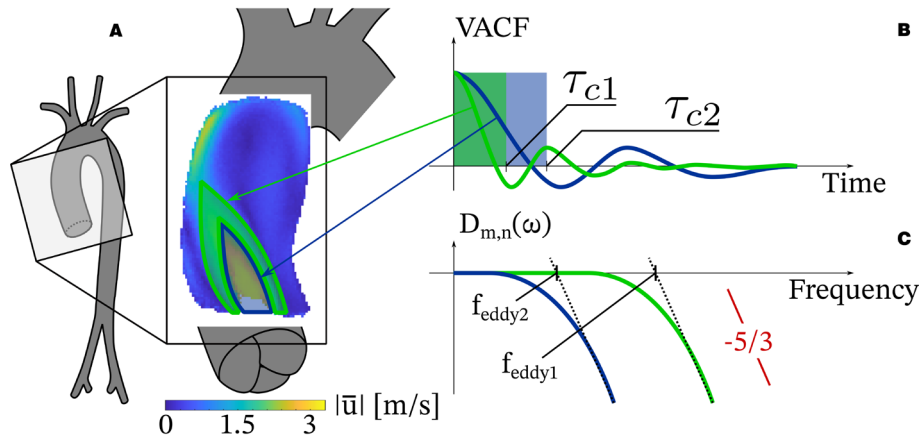 A
B
VACF
τc1
τc2
Time
Dm,n(ω)
C
Frequency
feddy2
feddy1
-5/3
|u̅| [m/s]
0 1.5 3